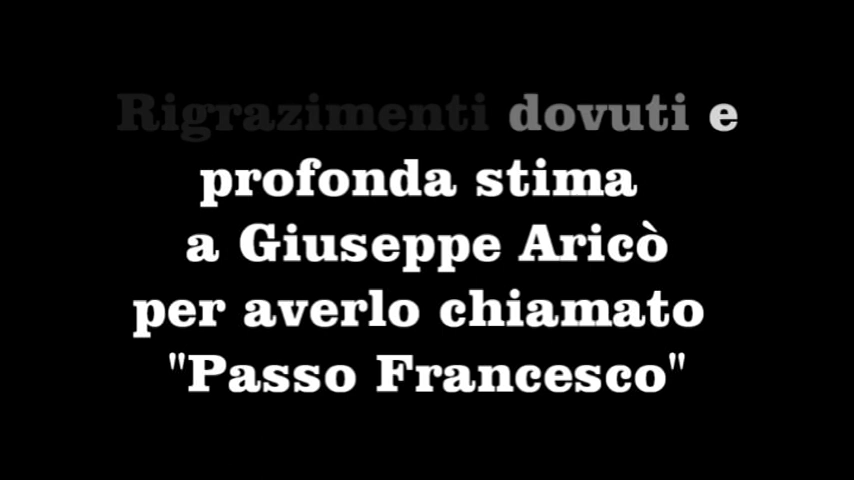 Rigrazimenti dovuti e
profonda stima
a Giuseppe Aricò
per averlo chiamato
"Passo Francesco"